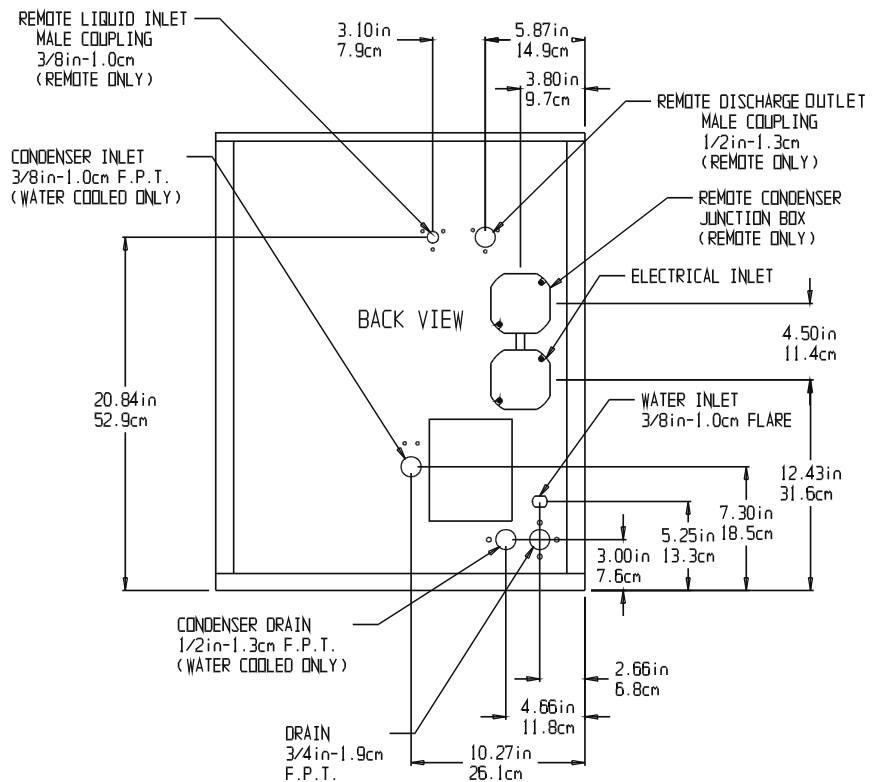 REMOTE LIQUID INLET
MALE COUPLING
3/8in-1.0cm
(REMOTE ONLY)
3.10in
7.9cm
5.87in
14.9cm
3.80in
9.7cm
REMOTE DISCHARGE OUTLET
MALE COUPLING
1/2in-1.3cm
(REMOTE ONLY)
CONDENSER INLET
3/8in-1.0cm F.P.T.
(WATER COOLED ONLY)
REMOTE CONDENSER
JUNCTION BOX
(REMOTE ONLY)
ELECTRICAL INLET
BACK VIEW
4.50in
11.4cm
20.84in
52.9cm
WATER INLET
3/8in-1.0cm FLARE
12.43in
31.6cm
7.30in
18.5cm
5.25in
13.3cm
3.00in
7.6cm
CONDENSER DRAIN
1/2in-1.3cm F.P.T.
(WATER COOLED ONLY)
2.66in
6.8cm
4.66in
11.8cm
DRAIN
3/4in-1.9cm
F.P.T.
10.27in
26.1cm